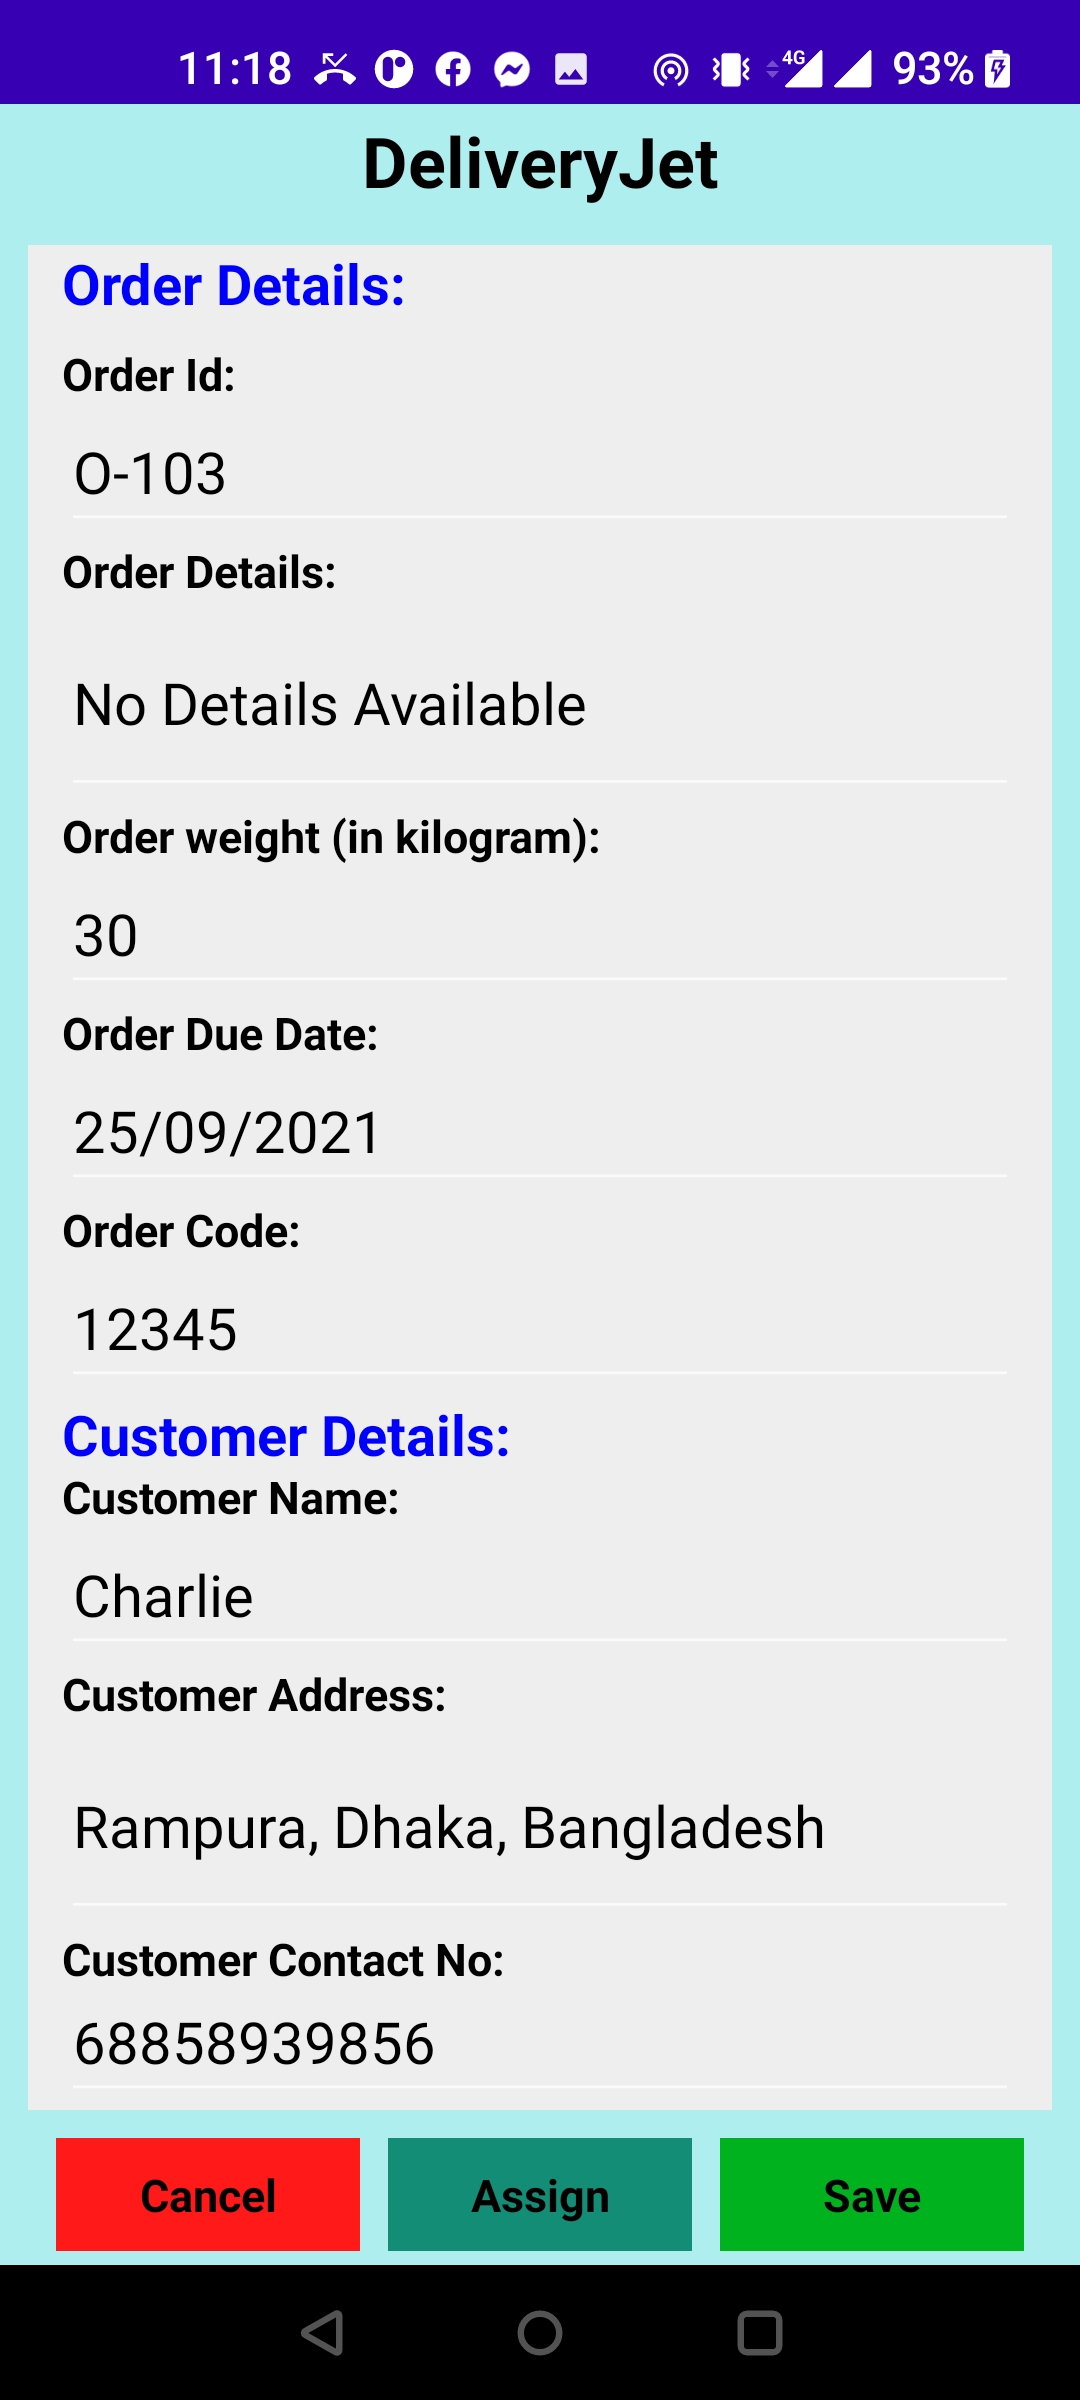 11:18 4G 93%
DeliveryJet
Order Details:
Order Id:
O-103
Order Details:
No Details Available
Order weight (in kilogram):
30
Order Due Date:
25/09/2021
Order Code:
12345
Customer Details:
Customer Name:
Charlie
Customer Address:
Rampura, Dhaka, Bangladesh
Customer Contact No:
68858939856
Cancel Assign Save